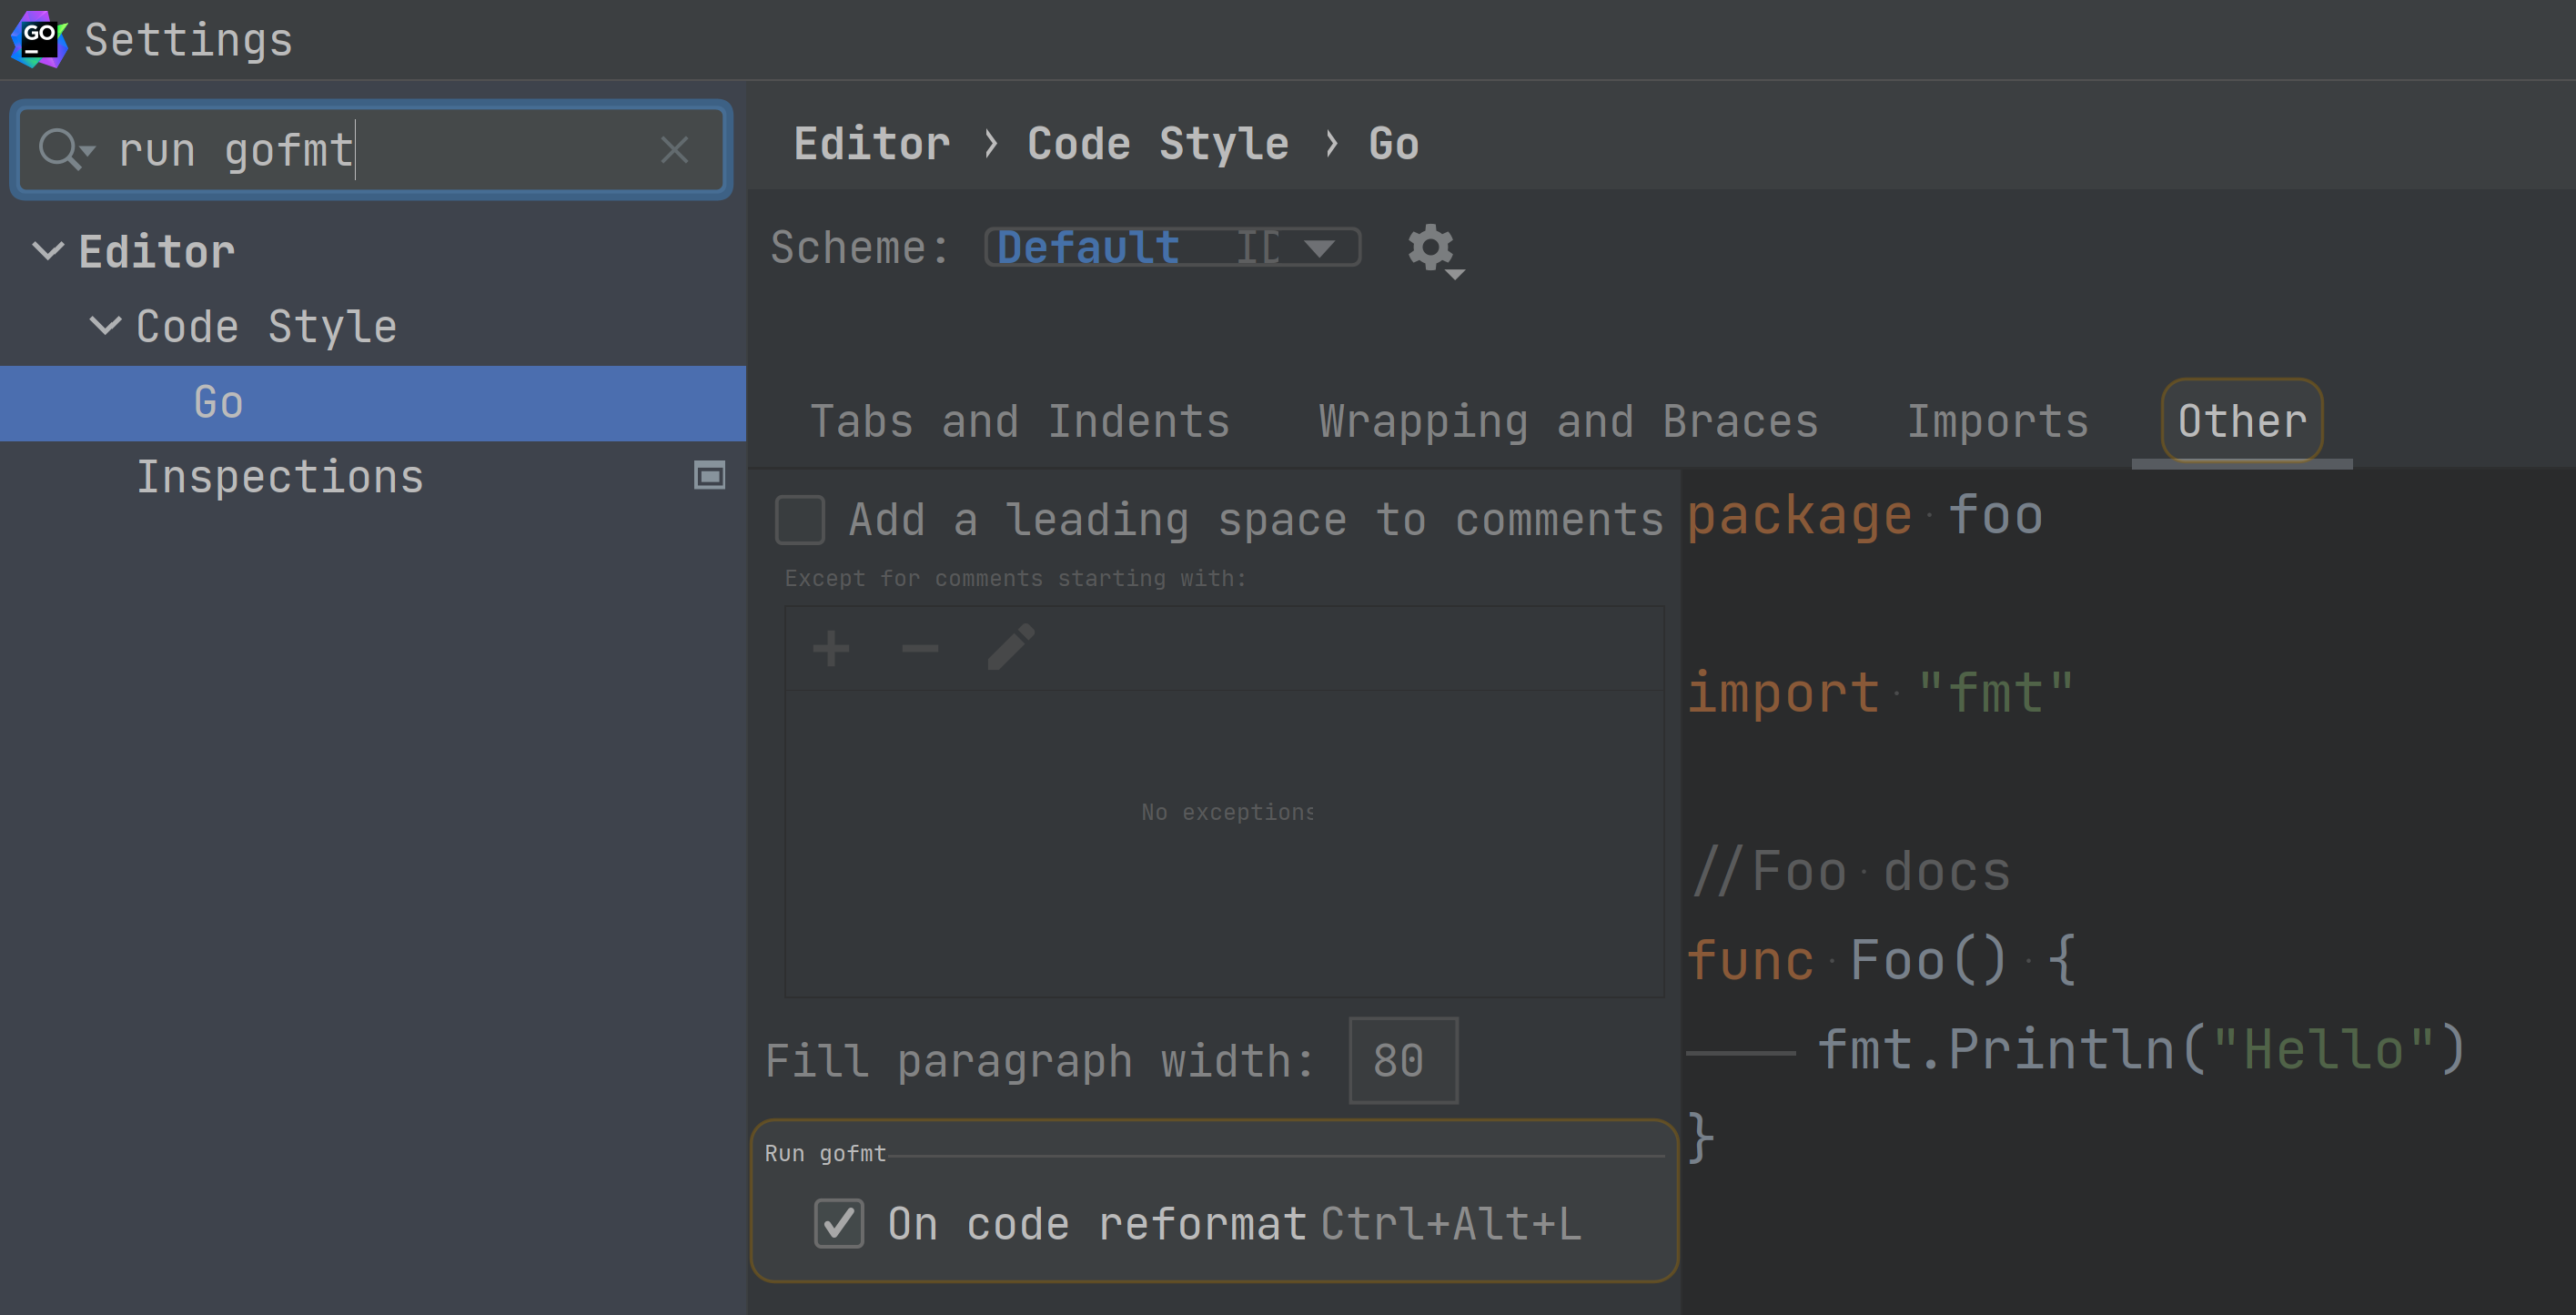 GO
Settings
run gofmt
Editor
Code Style
Go
Inspections
Editor › Code Style › Go
Scheme: Default
Tabs and Indents Wrapping and Braces Imports Other
Add a leading space to comments
Except for comments starting with:
No exceptions
Fill paragraph width: 80
Run gofmt
On code reformat Ctrl+Alt+L
package foo
import "fmt"
//Foo docs
func Foo() {
fmt.Println("Hello")
}